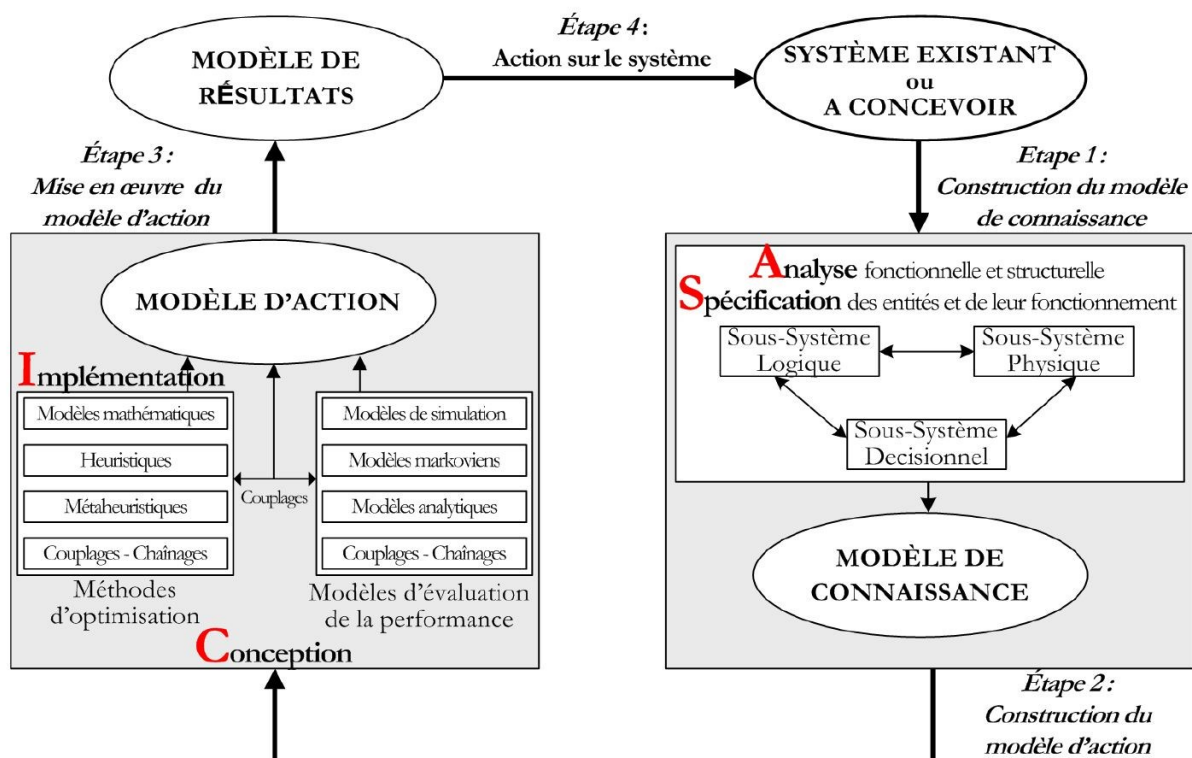 MODÈLE DE
RÉSULTATS
Étape 4 :
Action sur le système
SYSTÈME EXISTANT
ou
A CONCEVOIR
Étape 3 :
Mise en œuvre du
modèle d'action
Etape 1 :
Construction du modèle
de connaissance
MODÈLE D'ACTION
Implémentation
Modèles mathématiques
Heuristiques
Métaheuristiques
Couplages - Chaînages
Méthodes
d'optimisation
Couplages
Modèles de simulation
Modèles markoviens
Modèles analytiques
Couplages - Chaînages
Modèles d'évaluation
de la performance
Conception
Analyse fonctionnelle et structurelle
Spécification des entités et de leur fonctionnement
Sous-Système
Logique
Sous-Système
Physique
Sous-Système
Decisionnel
MODÈLE DE
CONNAISSANCE
Étape 2 :
Construction du
modèle d'action